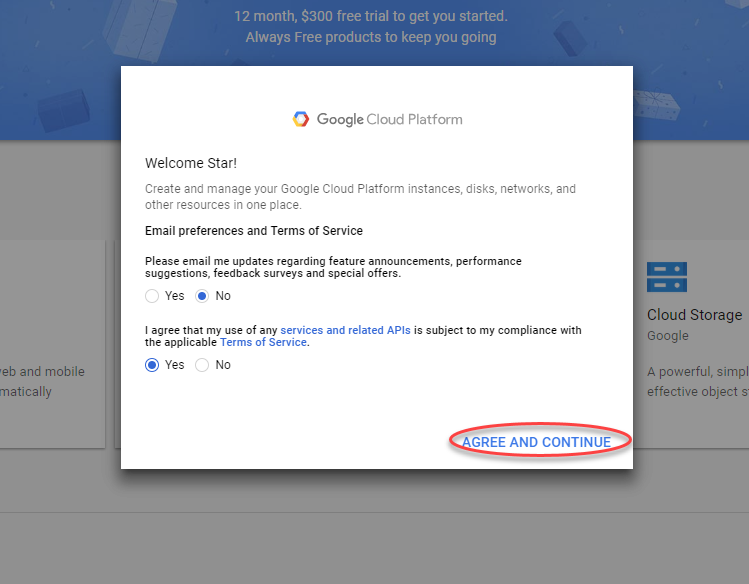 12 month, $300 free trial to get you started.
Always Free products to keep you going
Google Cloud Platform
Welcome Star!
Create and manage your Google Cloud Platform instances, disks, networks, and
other resources in one place.
Email preferences and Terms of Service
Please email me updates regarding feature announcements, performance
suggestions, feedback surveys and special offers.
Yes No
I agree that my use of any services and related APIs is subject to my compliance with
the applicable Terms of Service.
Yes No
AGREE AND CONTINUE
and mobile
Cloud Storage
Google
A powerful,
effective object